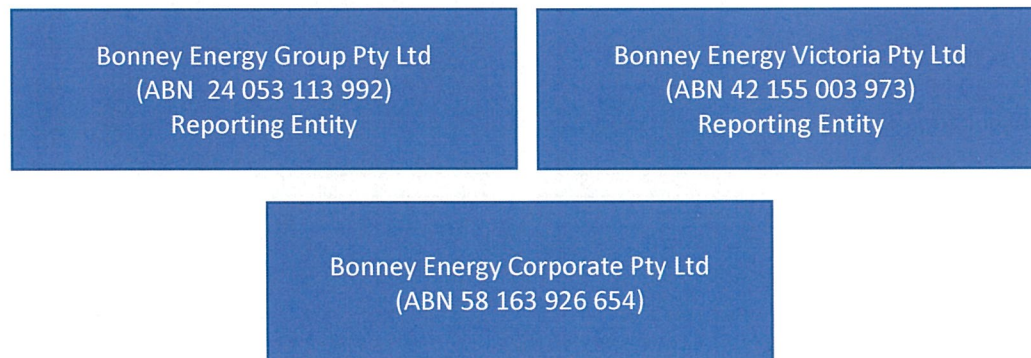 Bonney Energy Group Pty Ltd
(ABN 24 053 113 992)
Reporting Entity
Bonney Energy Victoria Pty Ltd
(ABN 42 155 003 973)
Reporting Entity
Bonney Energy Corporate Pty Ltd
(ABN 58 163 926 654)